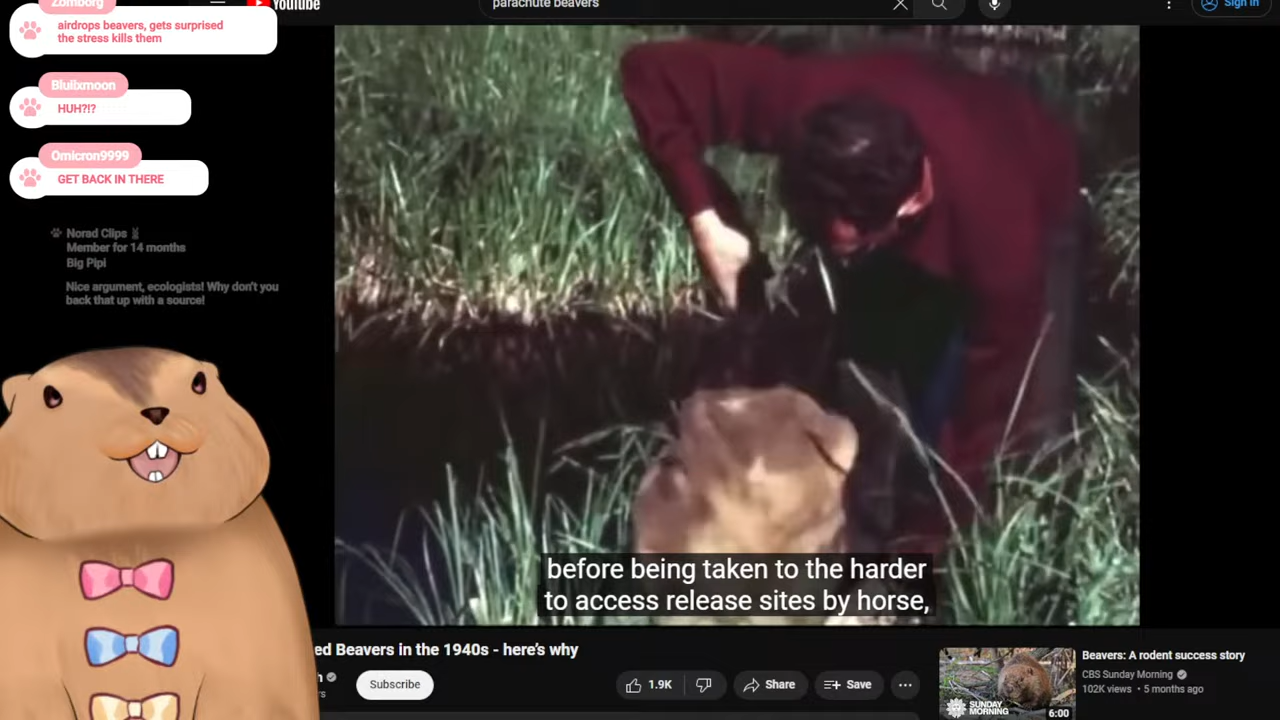 YouTube
parachute beavers
Sign in
Zomborg
airdrops beavers, gets surprised
the stress kills them
Bluiixmoon
HUH?!?
Omicron9999
GET BACK IN THERE
Norad Clips
Member for 14 months
Big Pipi
Nice argument, ecologists! Why don't you
back that up with a source!
before being taken to the harder
to access release sites by horse,
ed Beavers in the 1940s - here's why
Subscribe
1.9K
Share
Save
Beavers: A rodent success story
CBS Sunday Morning
102K views • 5 months ago
SUNDAY
MORNING
6:00